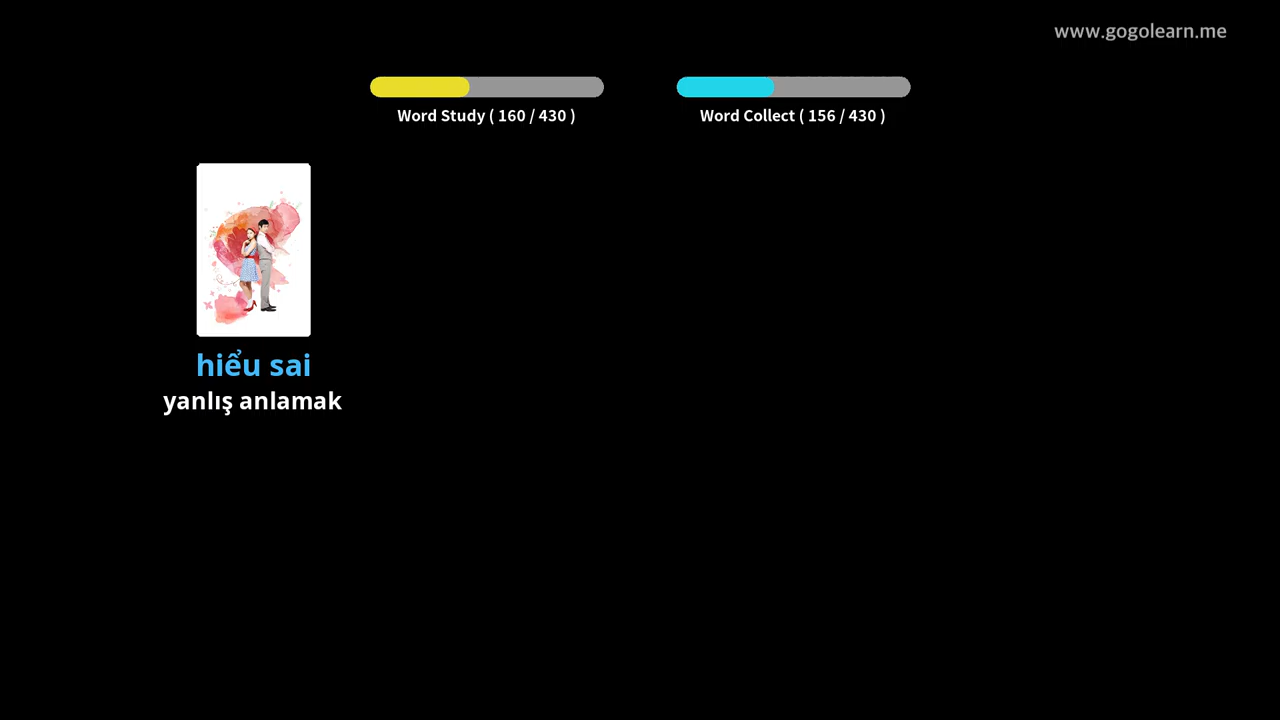 www.gogolearn.me
Word Study ( 160 / 430 )
Word Collect ( 156 / 430 )
hiểu sai
yanlış anlamak